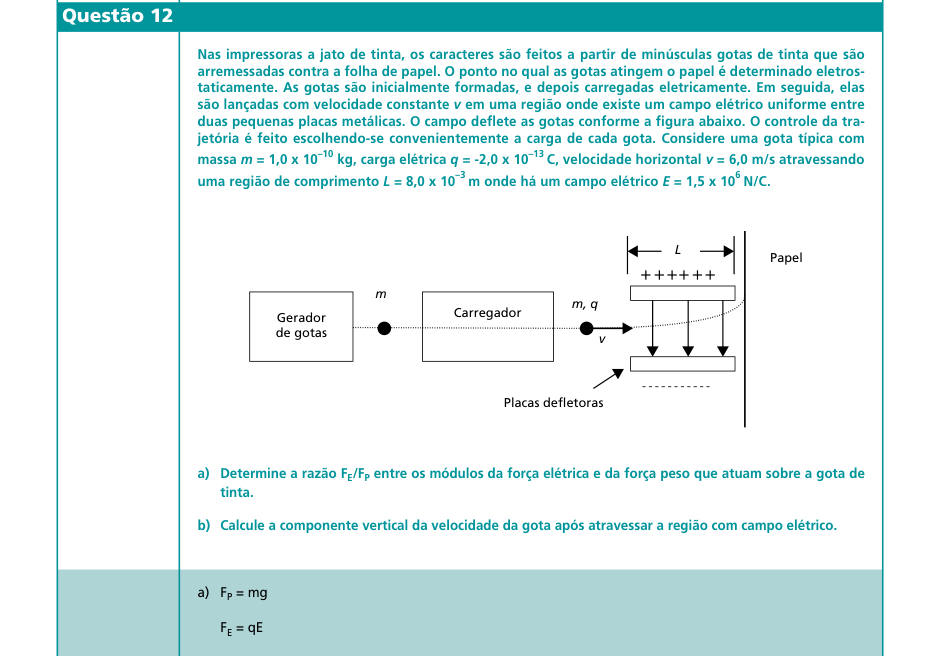 Questão 12
Nas impressoras a jato de tinta, os caracteres são feitos a partir de minúsculas gotas de tinta que são
arremessadas contra a folha de papel. O ponto no qual as gotas atingem o papel é determinado eletros-
taticamente. As gotas são inicialmente formadas, e depois carregadas eletricamente. Em seguida, elas
são lançadas com velocidade constante v em uma região onde existe um campo elétrico uniforme entre
duas pequenas placas metálicas. O campo deflete as gotas conforme a figura abaixo. O controle da tra-
jetória é feito escolhendo-se convenientemente a carga de cada gota. Considere uma gota típica com
massa m = 1,0 x 10⁻¹⁰ kg, carga elétrica q = -2,0 x 10⁻¹³ C, velocidade horizontal v = 6,0 m/s atravessando
uma região de comprimento L = 8,0 x 10⁻³ m onde há um campo elétrico E = 1,5 x 10⁶ N/C.
L
Papel
++++++
m
m, q
Gerador
de gotas
Carregador
v
Placas defletoras
-----------
a) Determine a razão F_E/F_P entre os módulos da força elétrica e da força peso que atuam sobre a gota de
tinta.
b) Calcule a componente vertical da velocidade da gota após atravessar a região com campo elétrico.
a) F_P = mg
F_E = qE